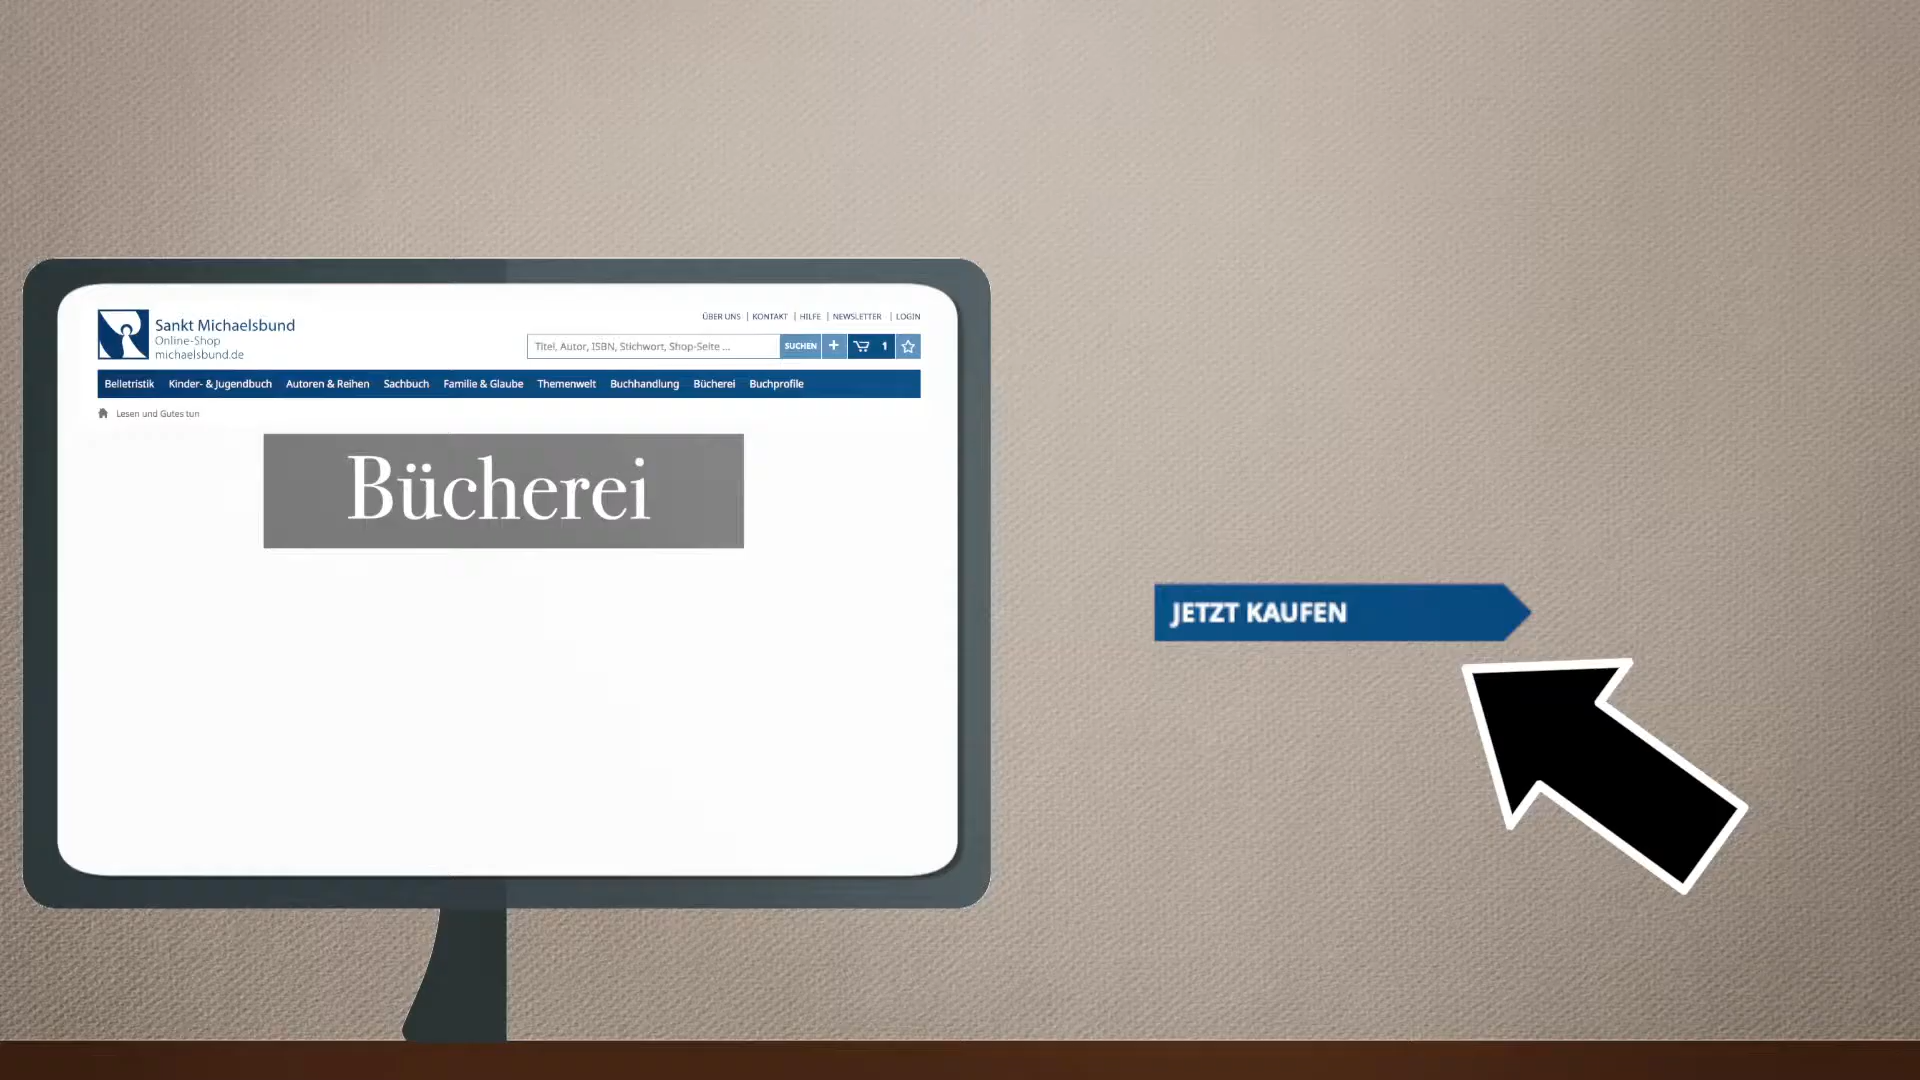 Sankt Michaelsbund
Online-Shop
michaelsbund.de
ÜBER UNS | KONTAKT | HILFE | NEWSLETTER | LOGIN
Titel, Autor, ISBN, Stichwort, Shop-Seite ... SUCHEN + 1
Belletristik Kinder- & Jugendbuch Autoren & Reihen Sachbuch Familie & Glaube Themenwelt Buchhandlung Bücherei Buchprofile
Lesen und Gutes tun
Bücherei
JETZT KAUFEN